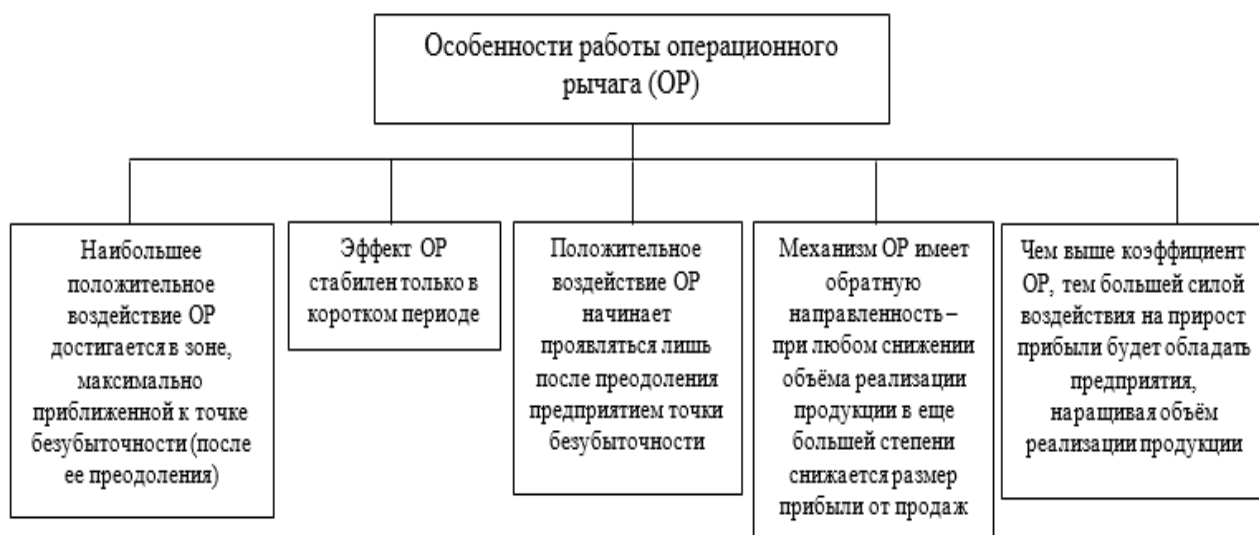 Особенности работы операционного
рычага (ОР)
Наибольшее
положительное
воздействие ОР
достигается в зоне,
максимально
приближенной к точке
безубыточности (после
ее преодоления)
Эффект ОР
стабилен только в
коротком периоде
Положительное
воздействие ОР
начинает
проявляться лишь
после преодоления
предприятием точки
безубыточности
Механизм ОР имеет
обратную
направленность –
при любом снижении
объёма реализации
продукции в еще
большей степени
снижается размер
прибыли от продаж
Чем выше коэффициент
ОР, тем большей силой
воздействия на прирост
прибыли будет обладать
предприятия,
наращивая объём
реализации продукции